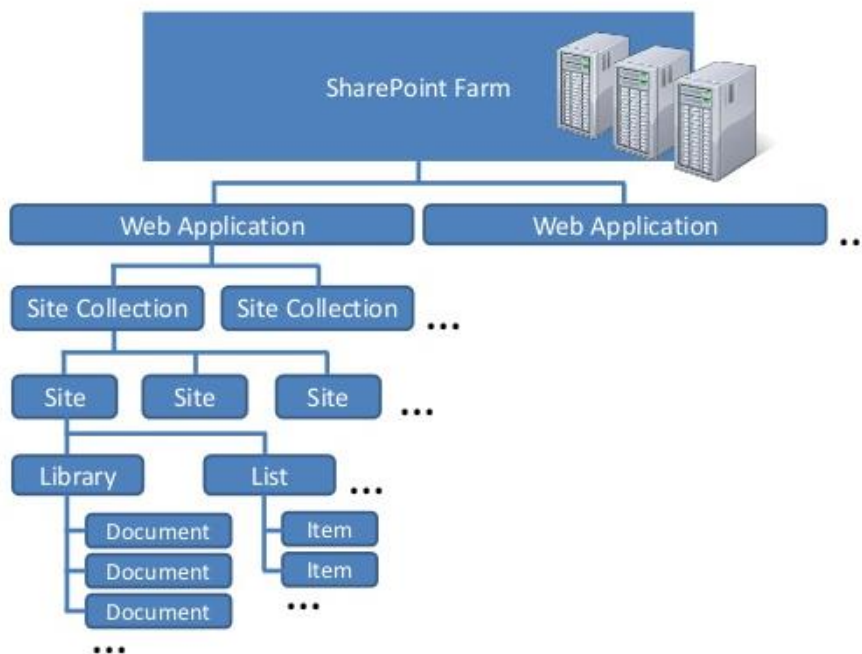 SharePoint Farm
Web Application
Web Application
..
Site Collection
Site Collection
...
Site
Site
Site
...
Library
List
...
Document
Item
Document
Item
Document
...
...